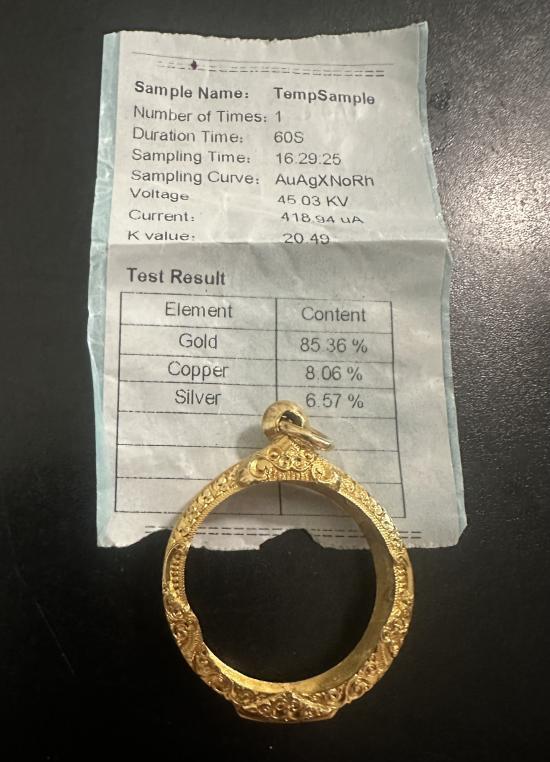 Sample Name: TempSample
Number of Times: 1
Duration Time: 60S
Sampling Time: 16:29:25
Sampling Curve: AuAgXNoRh
Voltage 45.03 KV
Current: 418.94 uA
K value: 20.49
Test Result
Element Content
Gold 85.36 %
Copper 8.06 %
Silver 6.57 %